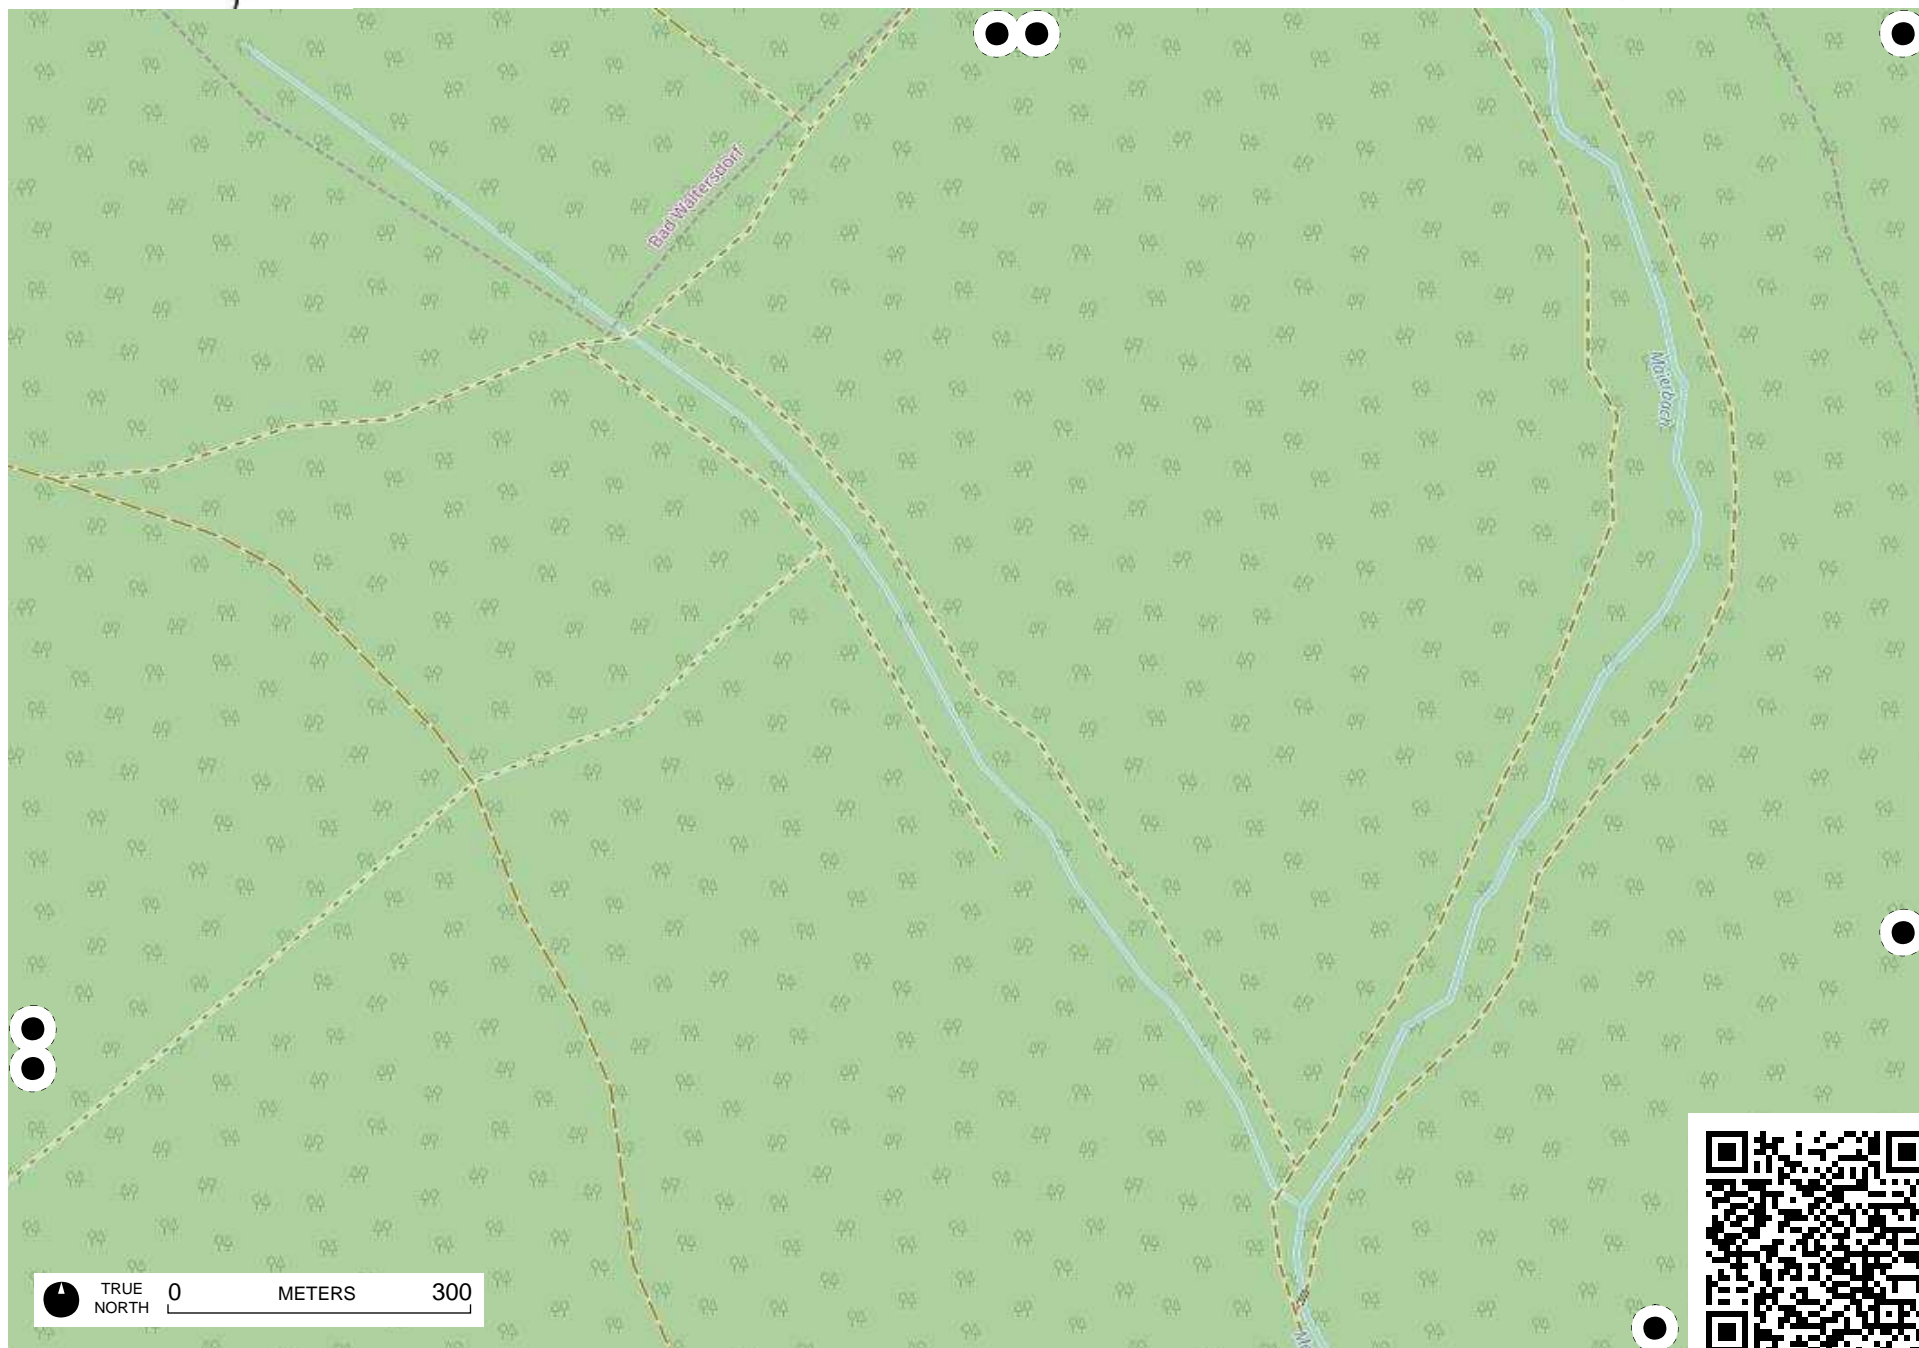 Bad Waltersdorf
Maierbach
TRUE
NORTH
0 METERS 300